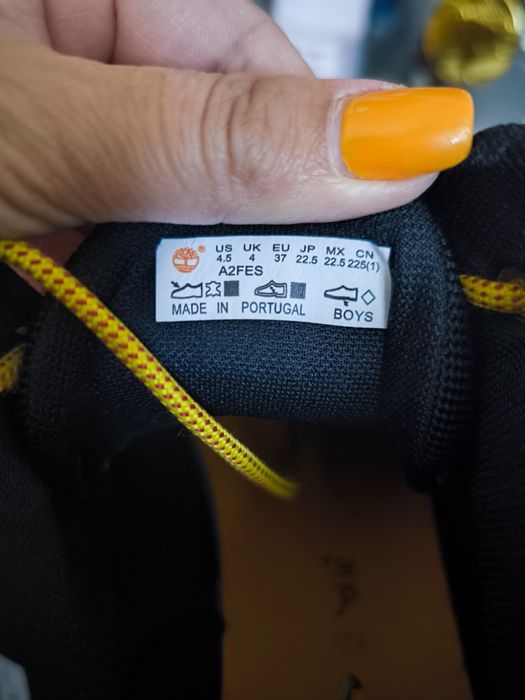 US UK EU JP MX CN
4.5 4 37 22.5 22.5 225(1)
A2FES
MADE IN PORTUGAL BOYS